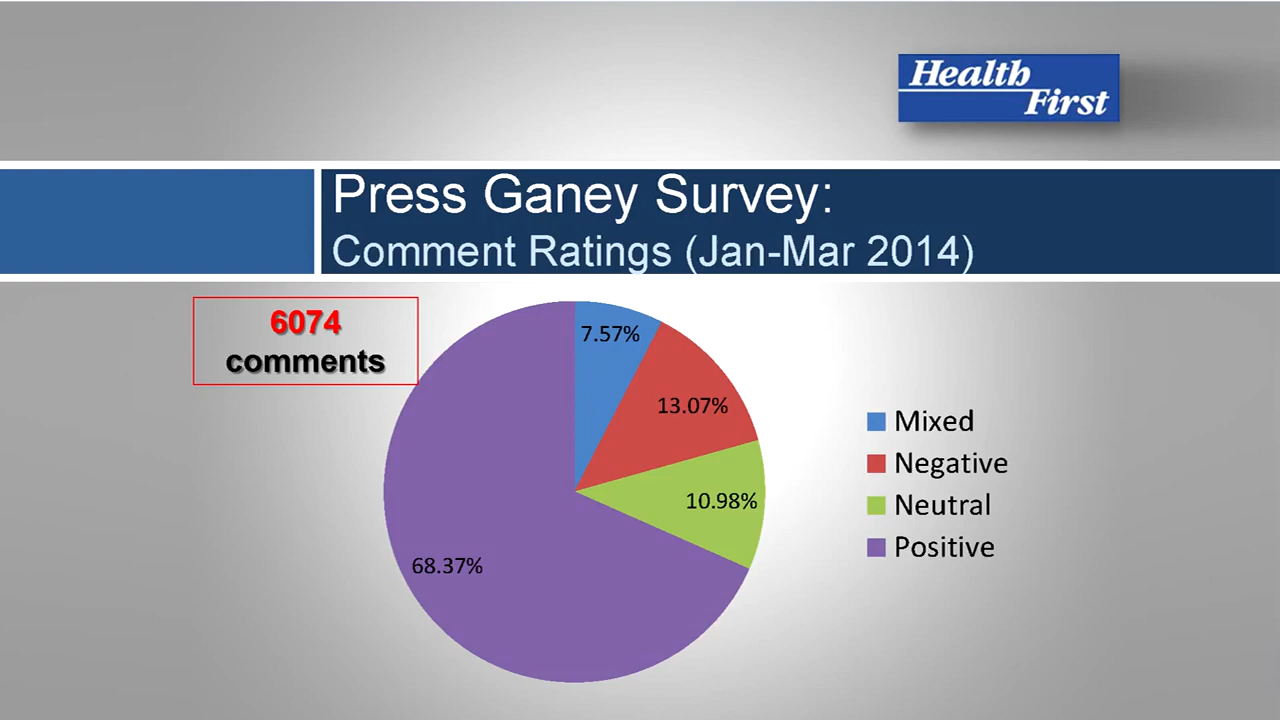 Health
First
Press Ganey Survey:
Comment Ratings (Jan-Mar 2014)
6074
comments
7.57%
13.07%
10.98%
68.37%
Mixed
Negative
Neutral
Positive